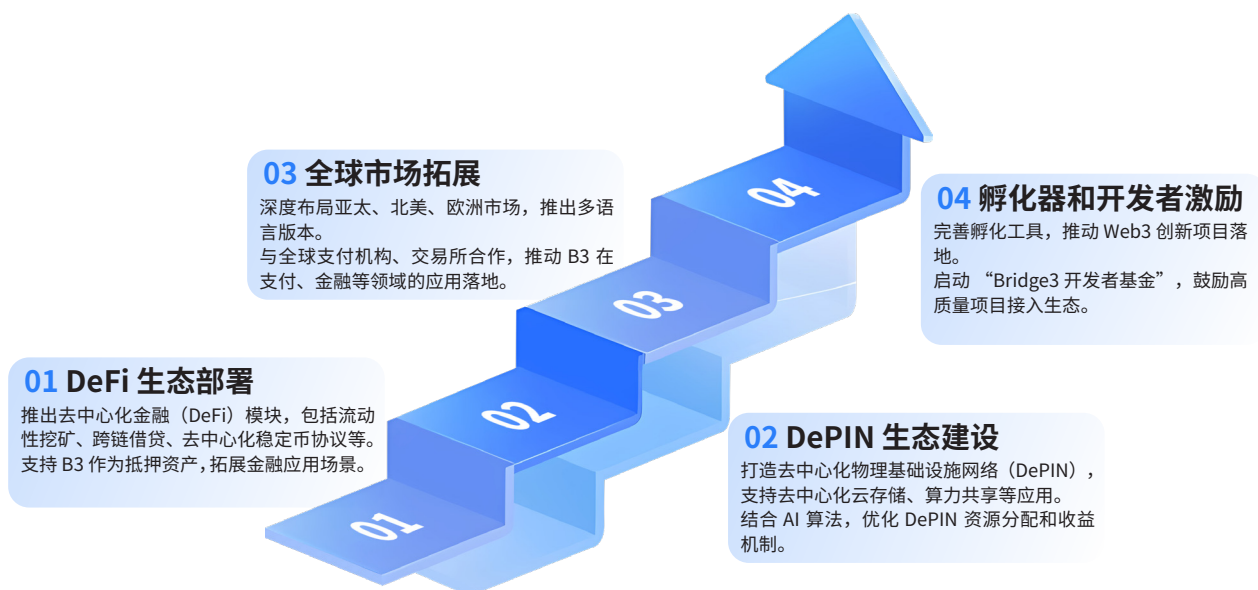 03 全球市场拓展
深度布局亚太、北美、欧洲市场，推出多语
言版本。
与全球支付机构、交易所合作，推动 B3 在
支付、金融等领域的应用落地。
04 孵化器和开发者激励
完善孵化工具，推动 Web3 创新项目落
地。
启动 “Bridge3 开发者基金”，鼓励高
质量项目接入生态。
01 DeFi 生态部署
推出去中心化金融（DeFi）模块，包括流动
性挖矿、跨链借贷、去中心化稳定币协议等。
支持 B3 作为抵押资产，拓展金融应用场景。
02 DePIN 生态建设
打造去中心化物理基础设施网络（DePIN），
支持去中心化云存储、算力共享等应用。
结合 AI 算法，优化 DePIN 资源分配和收益
机制。
04
03
02
01